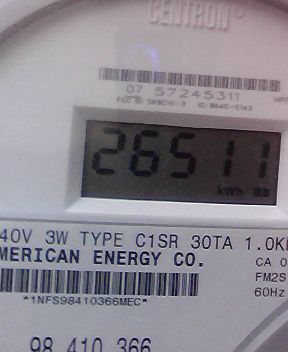 CENTRON®
07 57245311
26511
kWh
40V 3W TYPE C1SR 30TA 1.0K
MERICAN ENERGY CO.
CA 0
FM2S
60Hz
*1NFS98410366MEC*
98 410 366